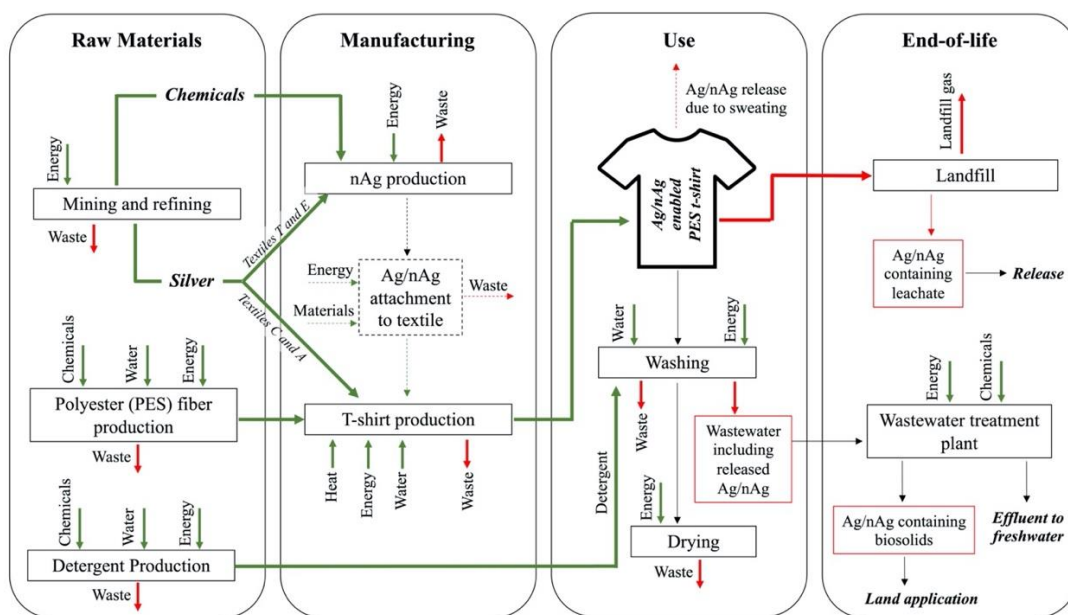 Raw Materials
Chemicals
Energy
Mining and refining
Waste
Silver
Textiles T and E
Textiles C and A
Chemicals
Water
Energy
Polyester (PES) fiber
production
Waste
Chemicals
Water
Energy
Detergent Production
Waste
Manufacturing
Energy
Waste
nAg production
Energy
Materials
Ag/nAg
attachment
to textile
Waste
T-shirt production
Heat
Energy
Water
Waste
Use
Ag/nAg release
due to sweating
Ag/nAg
enabled
PES t-shirt
Water
Energy
Washing
Waste
Wastewater
including
released
Ag/nAg
Detergent
Energy
Drying
Waste
End-of-life
Landfill gas
Landfill
Ag/nAg
containing
leachate
Release
Energy
Chemicals
Wastewater treatment
plant
Ag/nAg containing
biosolids
Effluent to
freshwater
Land application